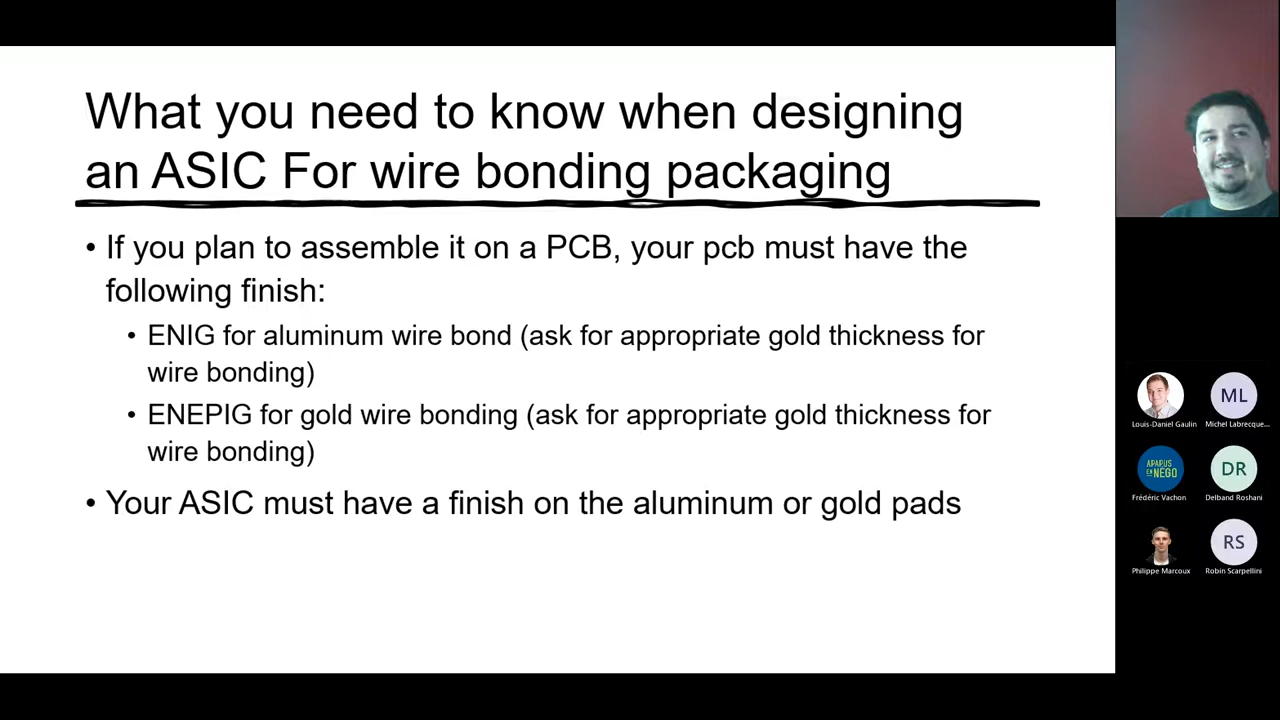 What you need to know when designing
an ASIC For wire bonding packaging
• If you plan to assemble it on a PCB, your pcb must have the
following finish:
• ENIG for aluminum wire bond (ask for appropriate gold thickness for
wire bonding)
• ENEPIG for gold wire bonding (ask for appropriate gold thickness for
wire bonding)
• Your ASIC must have a finish on the aluminum or gold pads
Louis-Daniel Gaulin
ML
Michel Labrecque...
APAPUS
EN NÉGO
Frédéric Vachon
DR
Delband Roshani
Philippe Marcoux
RS
Robin Scarpellini